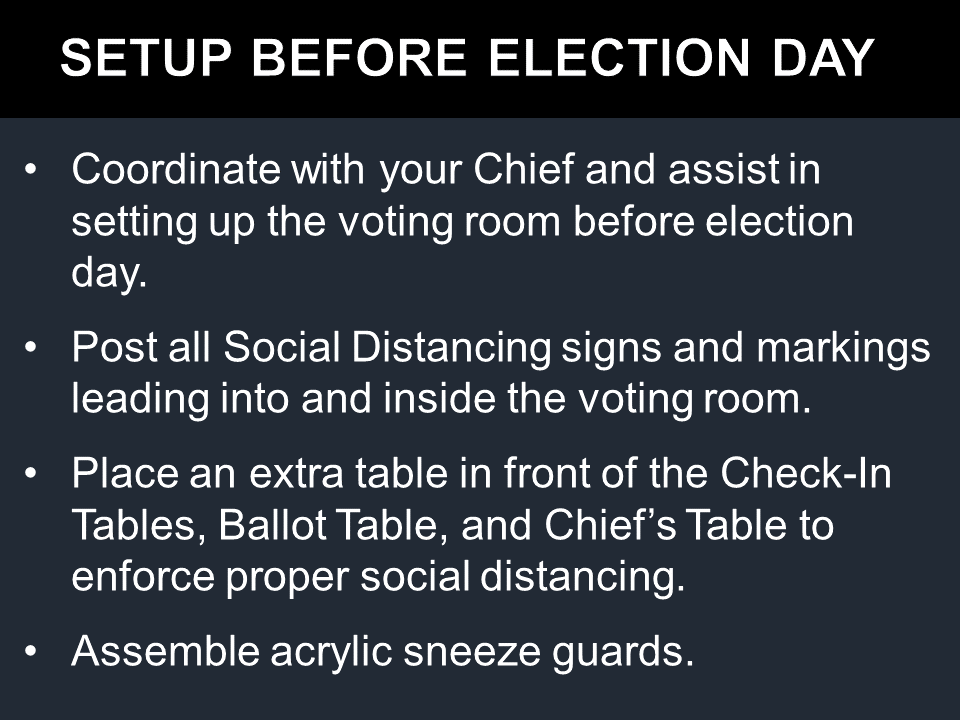 SETUP BEFORE ELECTION DAY
• Coordinate with your Chief and assist in
setting up the voting room before election
day.
• Post all Social Distancing signs and markings
leading into and inside the voting room.
• Place an extra table in front of the Check-In
Tables, Ballot Table, and Chief’s Table to
enforce proper social distancing.
• Assemble acrylic sneeze guards.